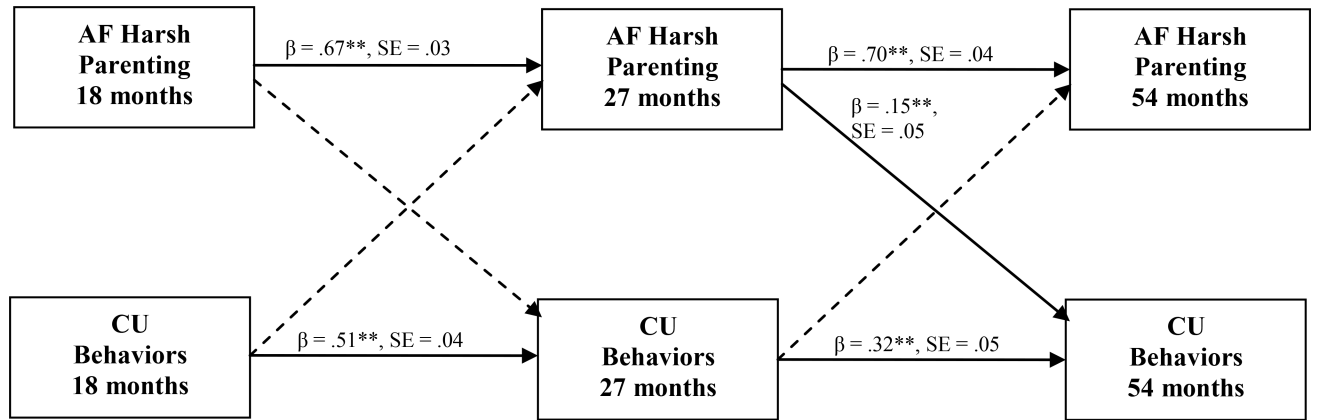 AF Harsh
Parenting
18 months
β = .67**, SE = .03
AF Harsh
Parenting
27 months
β = .70**, SE = .04
β = .15**,
SE = .05
AF Harsh
Parenting
54 months
CU
Behaviors
18 months
β = .51**, SE = .04
CU
Behaviors
27 months
β = .32**, SE = .05
CU
Behaviors
54 months